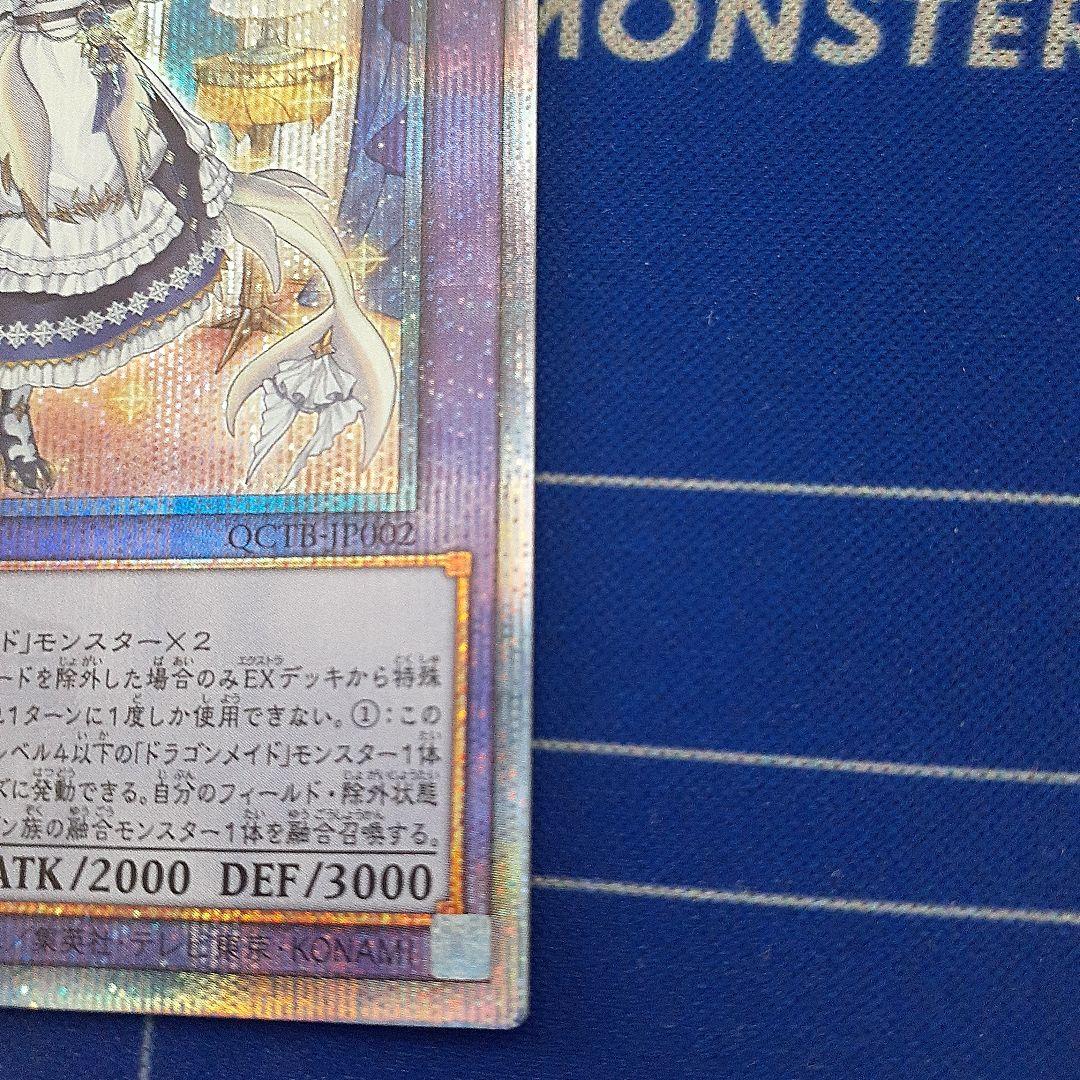 MONSTER
QCTB-JP002
ド」モンスター×2
ードを除外した場合のみEXデッキから特殊
1ターンに1度しか使用できない。①:この
レベル4以下の「ドラゴンメイド」モンスター1体
ズに発動できる。自分のフィールド・除外状態
ン族の融合モンスター1体を融合召喚する。
ATK/2000 DEF/3000
/集英社・テレビ東京・KONAMI